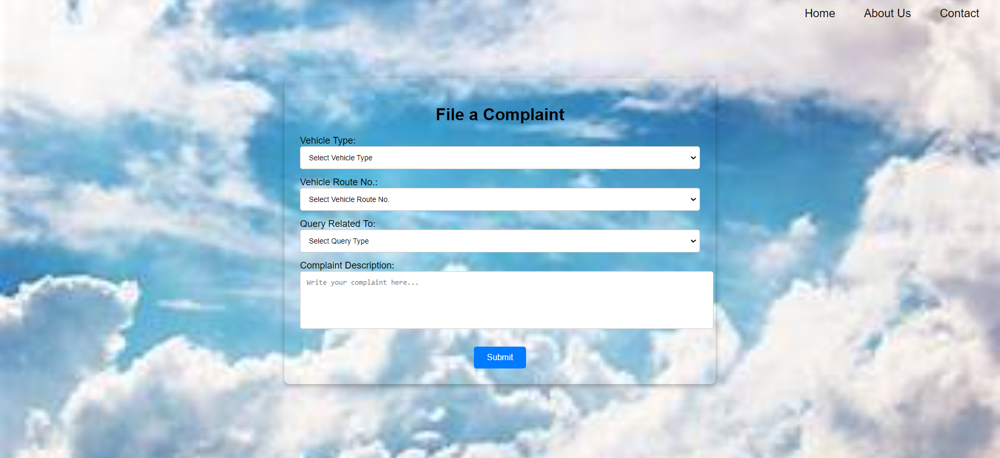 Home About Us Contact
File a Complaint
Vehicle Type:
Select Vehicle Type
Vehicle Route No.:
Select Vehicle Route No.
Query Related To:
Select Query Type
Complaint Description:
Write your complaint here...
Submit